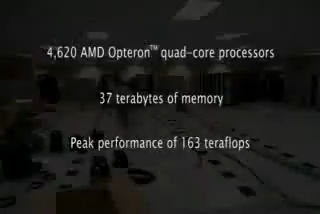 4,620 AMD Opteron™ quad-core processors
37 terabytes of memory
Peak performance of 163 teraflops